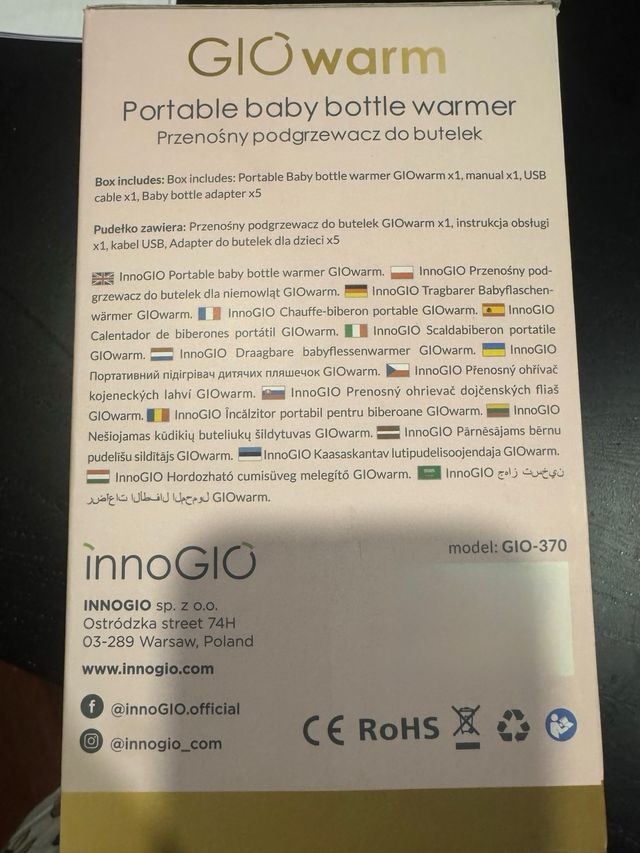 GIÒwarm
Portable baby bottle warmer
Przenośny podgrzewacz do butelek
Box includes: Box includes: Portable Baby bottle warmer GIOwarm x1, manual x1, USB
cable x1, Baby bottle adapter x5
Pudełko zawiera: Przenośny podgrzewacz do butelek GIOwarm x1, instrukcja obsługi
x1, kabel USB, Adapter do butelek dla dzieci x5
InnoGIO Portable baby bottle warmer GIOwarm. InnoGIO Przenośny pod-
grzewacz do butelek dla niemowląt GIOwarm. InnoGIO Tragbarer Babyflaschen-
wärmer GIOwarm. InnoGIO Chauffe-biberon portable GIOwarm. InnoGIO
Calentador de biberones portátil GIOwarm. InnoGIO Scaldabiberon portatile
GIOwarm. InnoGIO Draagbare babyflessenwarmer GIOwarm. InnoGIO
Портативний підігрівач дитячих пляшечок GIOwarm. InnoGIO Přenosný ohřívač
kojeneckých lahví GIOwarm. InnoGIO Prenosný ohrievač dojčenských fliaš
GIOwarm. InnoGIO Încălzitor portabil pentru biberoane GIOwarm. InnoGIO
Nešiojamas kūdikių buteliukų šildytuvas GIOwarm. InnoGIO Pārnēsājams bērnu
pudelīšu sildītājs GIOwarm. InnoGIO Kaasaskantav lutipudelisoojendaja GIOwarm.
InnoGIO Hordozható cumisüveg melegítő GIOwarm. InnoGIO جهاز تسخين
رضاعات الأطفال المحمول GIOwarm.
innoGIO
model: GIO-370
INNOGIO sp. z o.o.
Ostródzka street 74H
03-289 Warsaw, Poland
www.innogio.com
@innoGIO.official
@innogio_com
CE RoHS